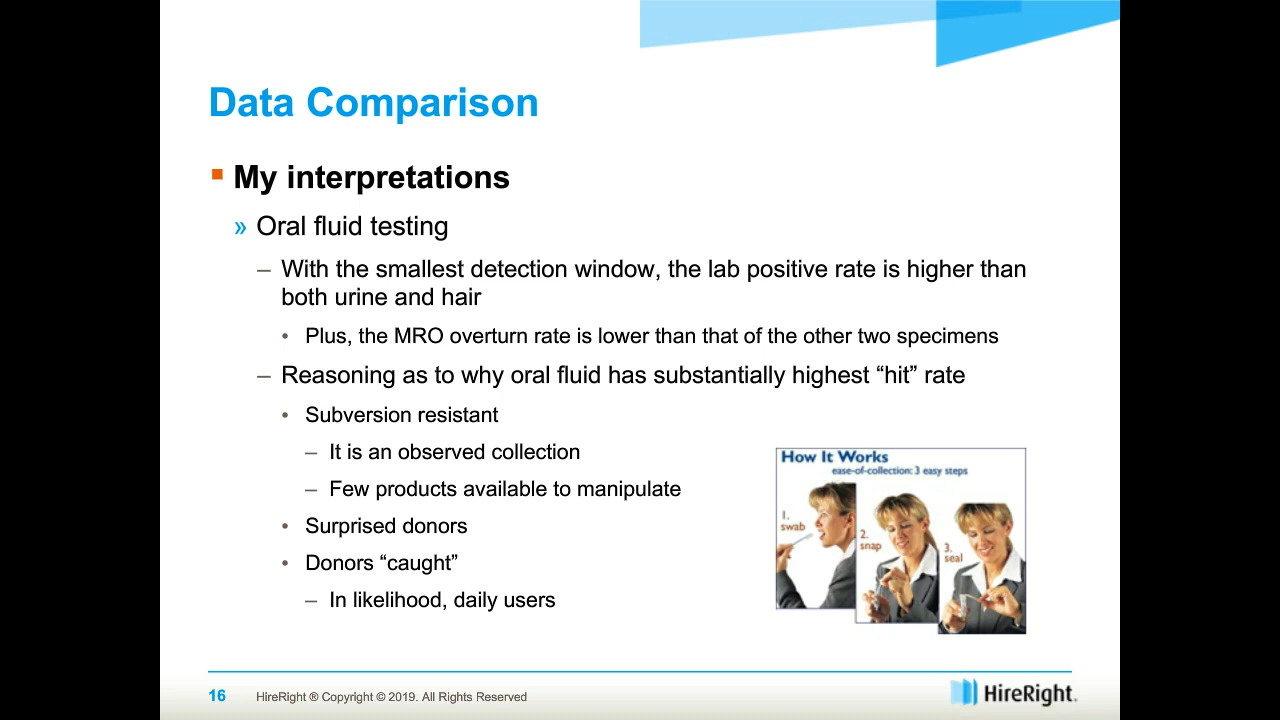 Data Comparison
▪ My interpretations
» Oral fluid testing
– With the smallest detection window, the lab positive rate is higher than
both urine and hair
• Plus, the MRO overturn rate is lower than that of the other two specimens
– Reasoning as to why oral fluid has substantially highest “hit” rate
• Subversion resistant
– It is an observed collection
– Few products available to manipulate
• Surprised donors
• Donors “caught”
– In likelihood, daily users
How It Works
ease-of-collection: 3 easy steps
1.
swab
2.
snap
3.
seal
16 HireRight ® Copyright © 2019. All Rights Reserved
HireRight.